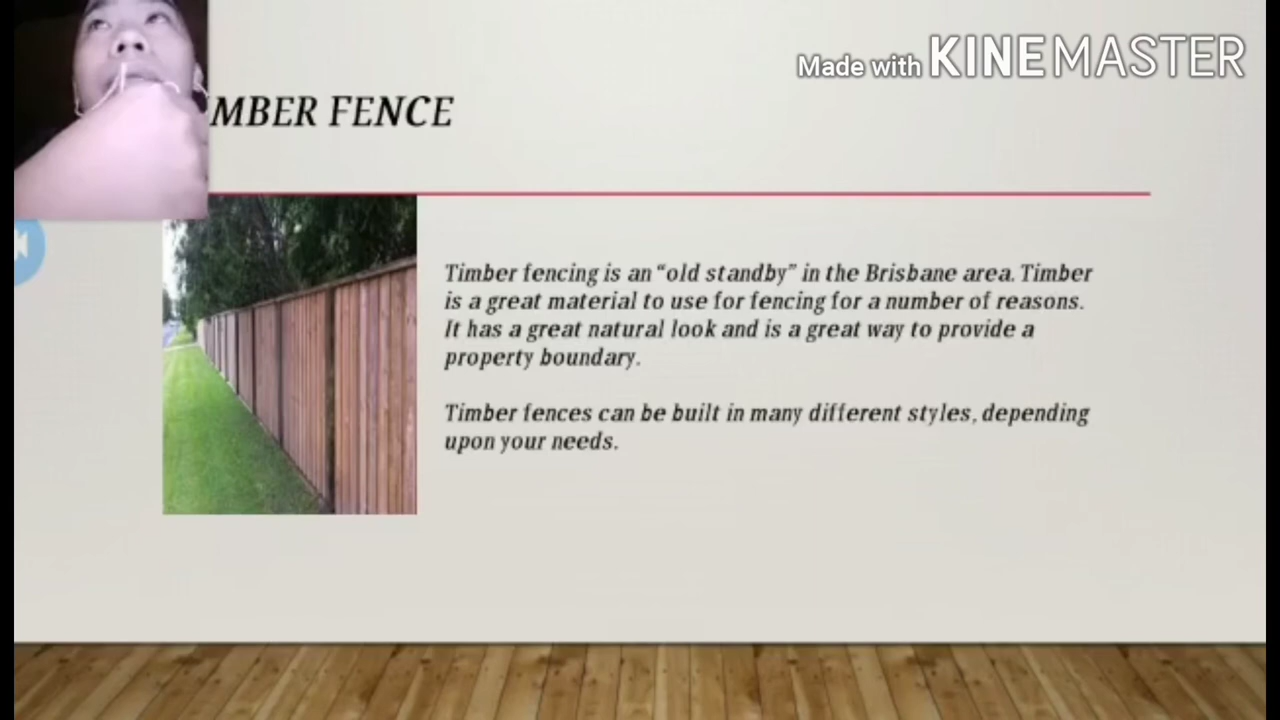 Made with KINEMASTER
MBER FENCE
Timber fencing is an “old standby” in the Brisbane area. Timber
is a great material to use for fencing for a number of reasons.
It has a great natural look and is a great way to provide a
property boundary.
Timber fences can be built in many different styles, depending
upon your needs.